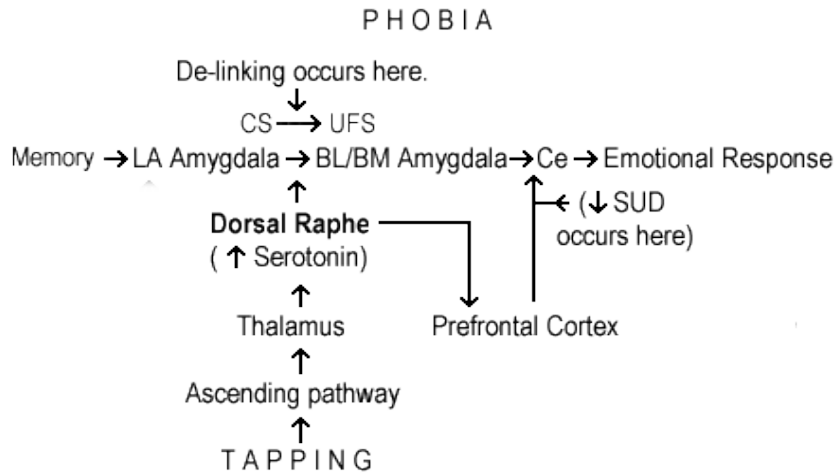 PHOBIA
De-linking occurs here.
CS → UFS
Memory → LA Amygdala → BL/BM Amygdala → Ce → Emotional Response
Dorsal Raphe
( ↑ Serotonin)
(↓ SUD
occurs here)
Thalamus
Prefrontal Cortex
Ascending pathway
TAPPING